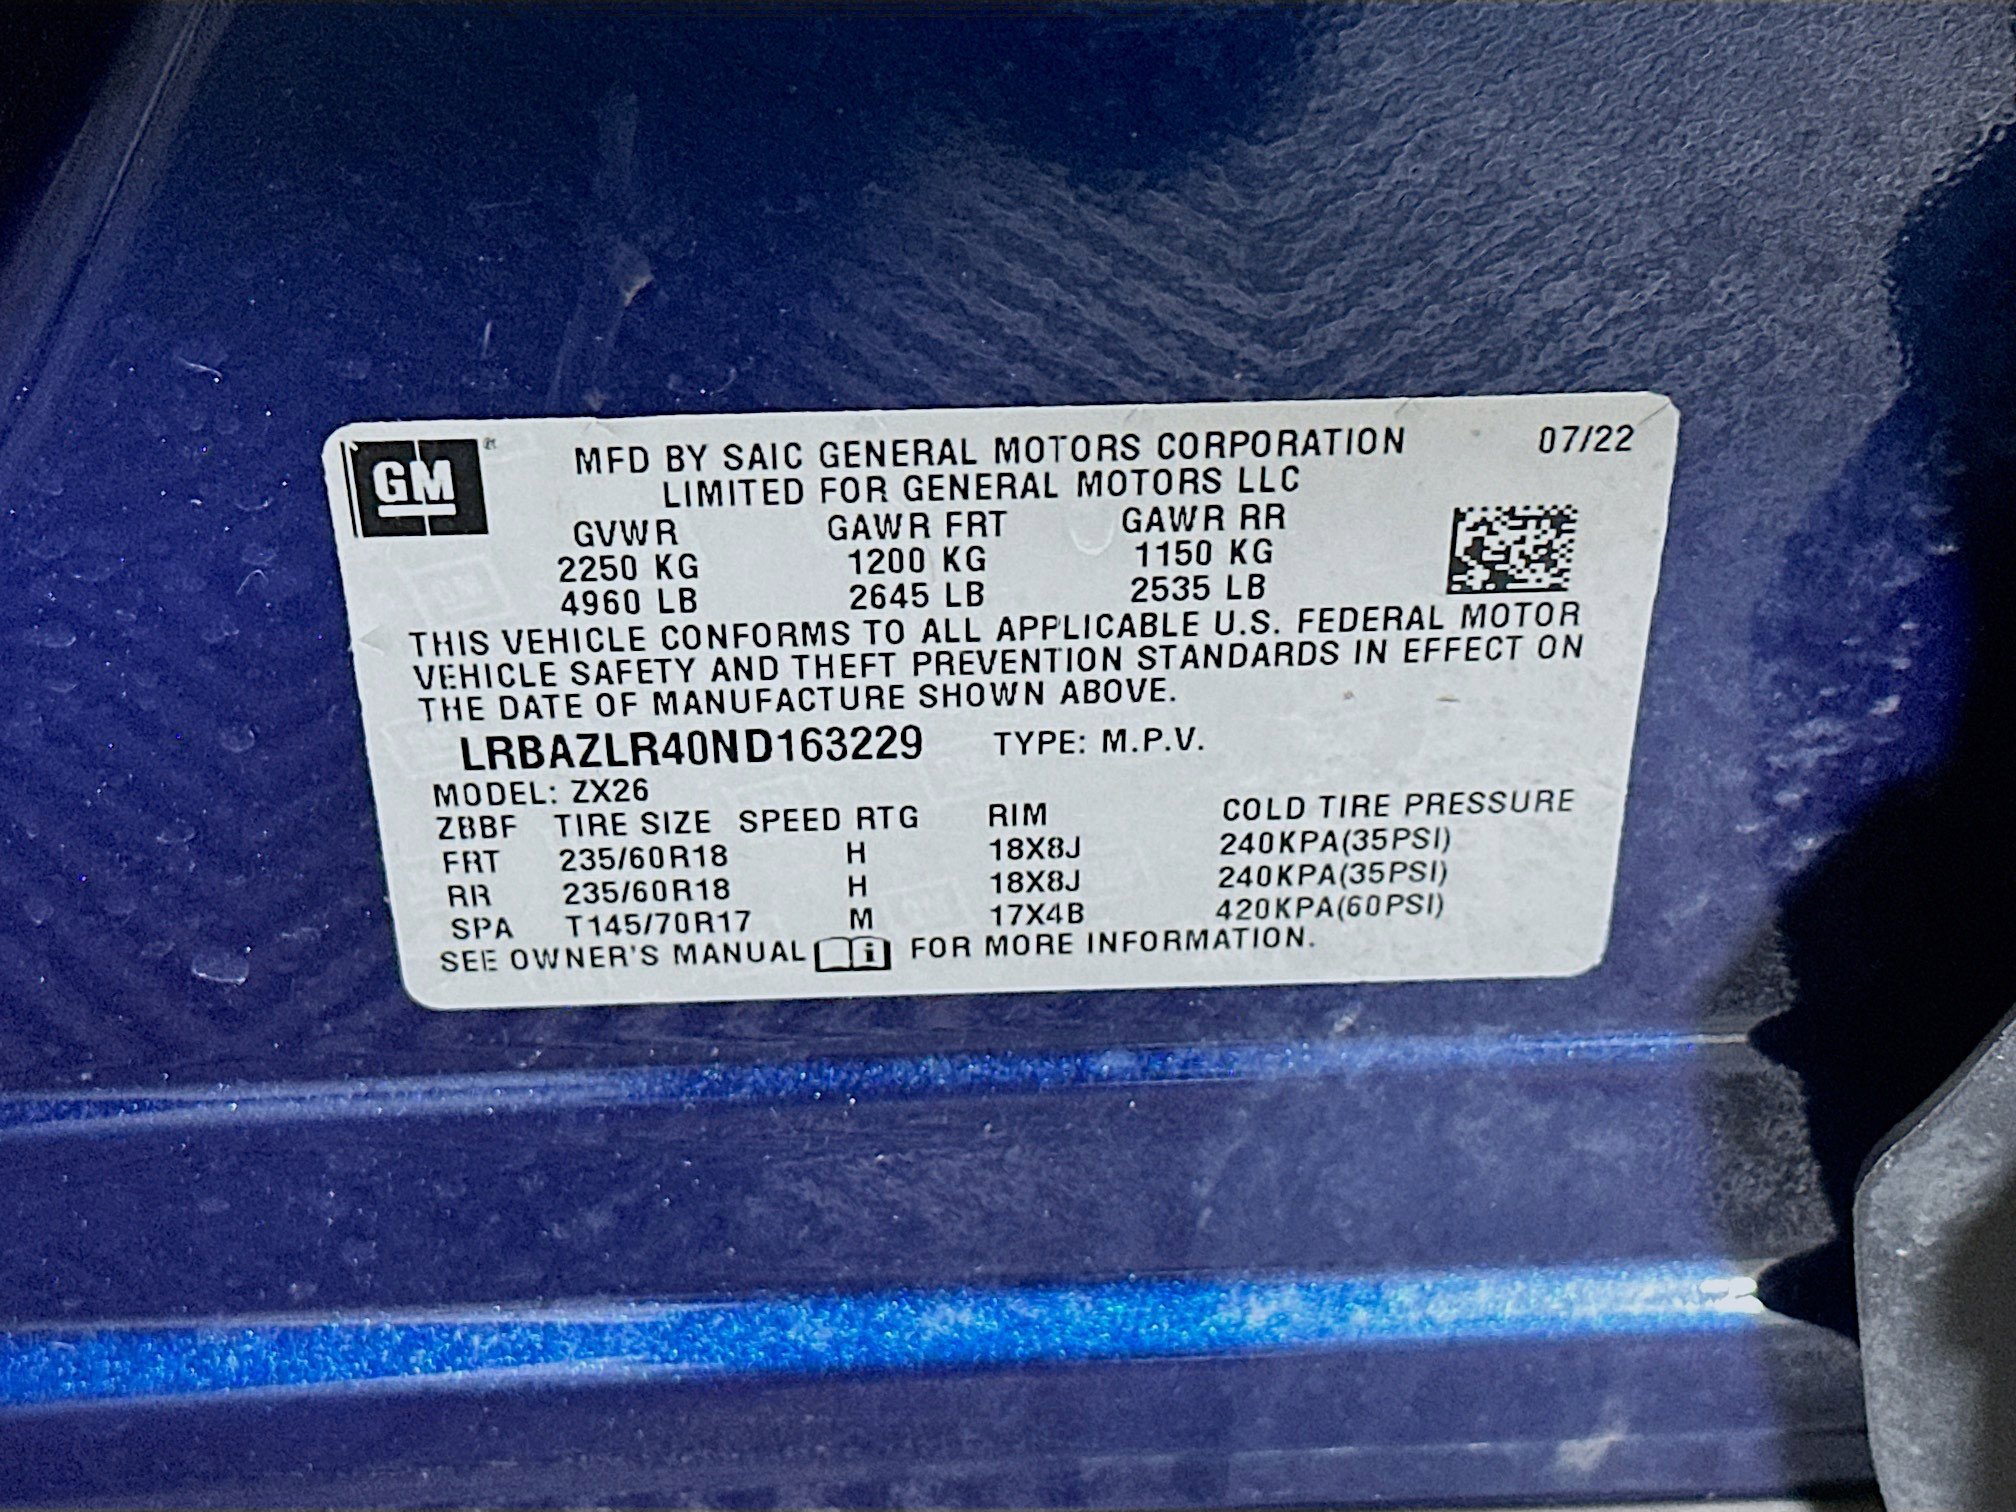 GM ®
MFD BY SAIC GENERAL MOTORS CORPORATION 07/22
LIMITED FOR GENERAL MOTORS LLC
GVWR GAWR FRT GAWR RR
2250 KG 1200 KG 1150 KG
4960 LB 2645 LB 2535 LB
THIS VEHICLE CONFORMS TO ALL APPLICABLE U.S. FEDERAL MOTOR
VEHICLE SAFETY AND THEFT PREVENTION STANDARDS IN EFFECT ON
THE DATE OF MANUFACTURE SHOWN ABOVE.
LRBAZLR40ND163229 TYPE: M.P.V.
MODEL: ZX26
ZBBF TIRE SIZE SPEED RTG RIM COLD TIRE PRESSURE
FRT 235/60R18 H 18X8J 240KPA(35PSI)
RR 235/60R18 H 18X8J 240KPA(35PSI)
SPA T145/70R17 M 17X4B 420KPA(60PSI)
SEE OWNER'S MANUAL i FOR MORE INFORMATION.